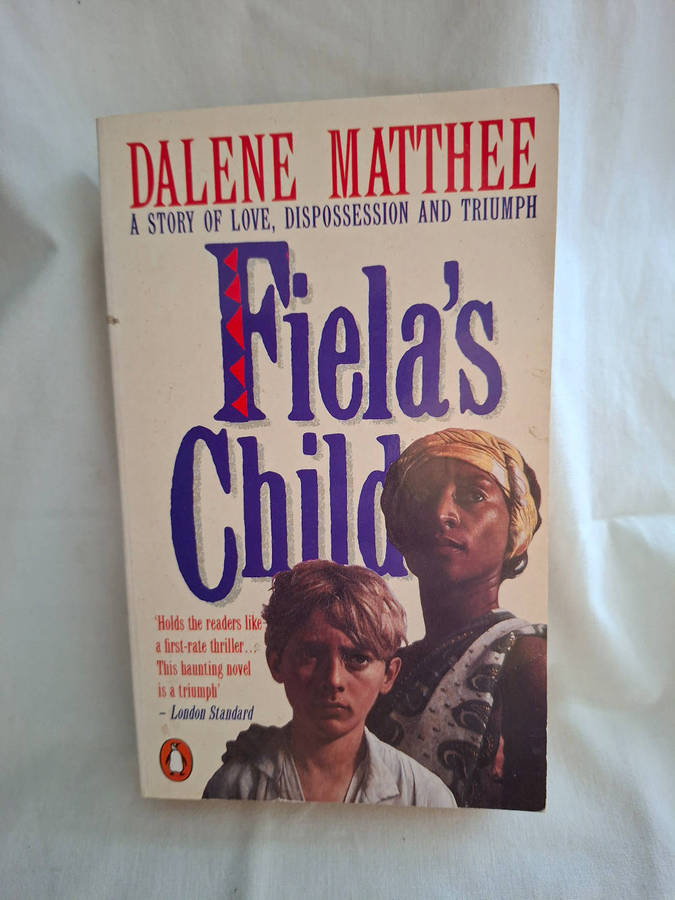 DALENE MATTHEE
A STORY OF LOVE, DISPOSSESSION AND TRIUMPH
Fiela's
Child
'Holds the readers like
a first-rate thriller...
This haunting novel
is a triumph'
– London Standard